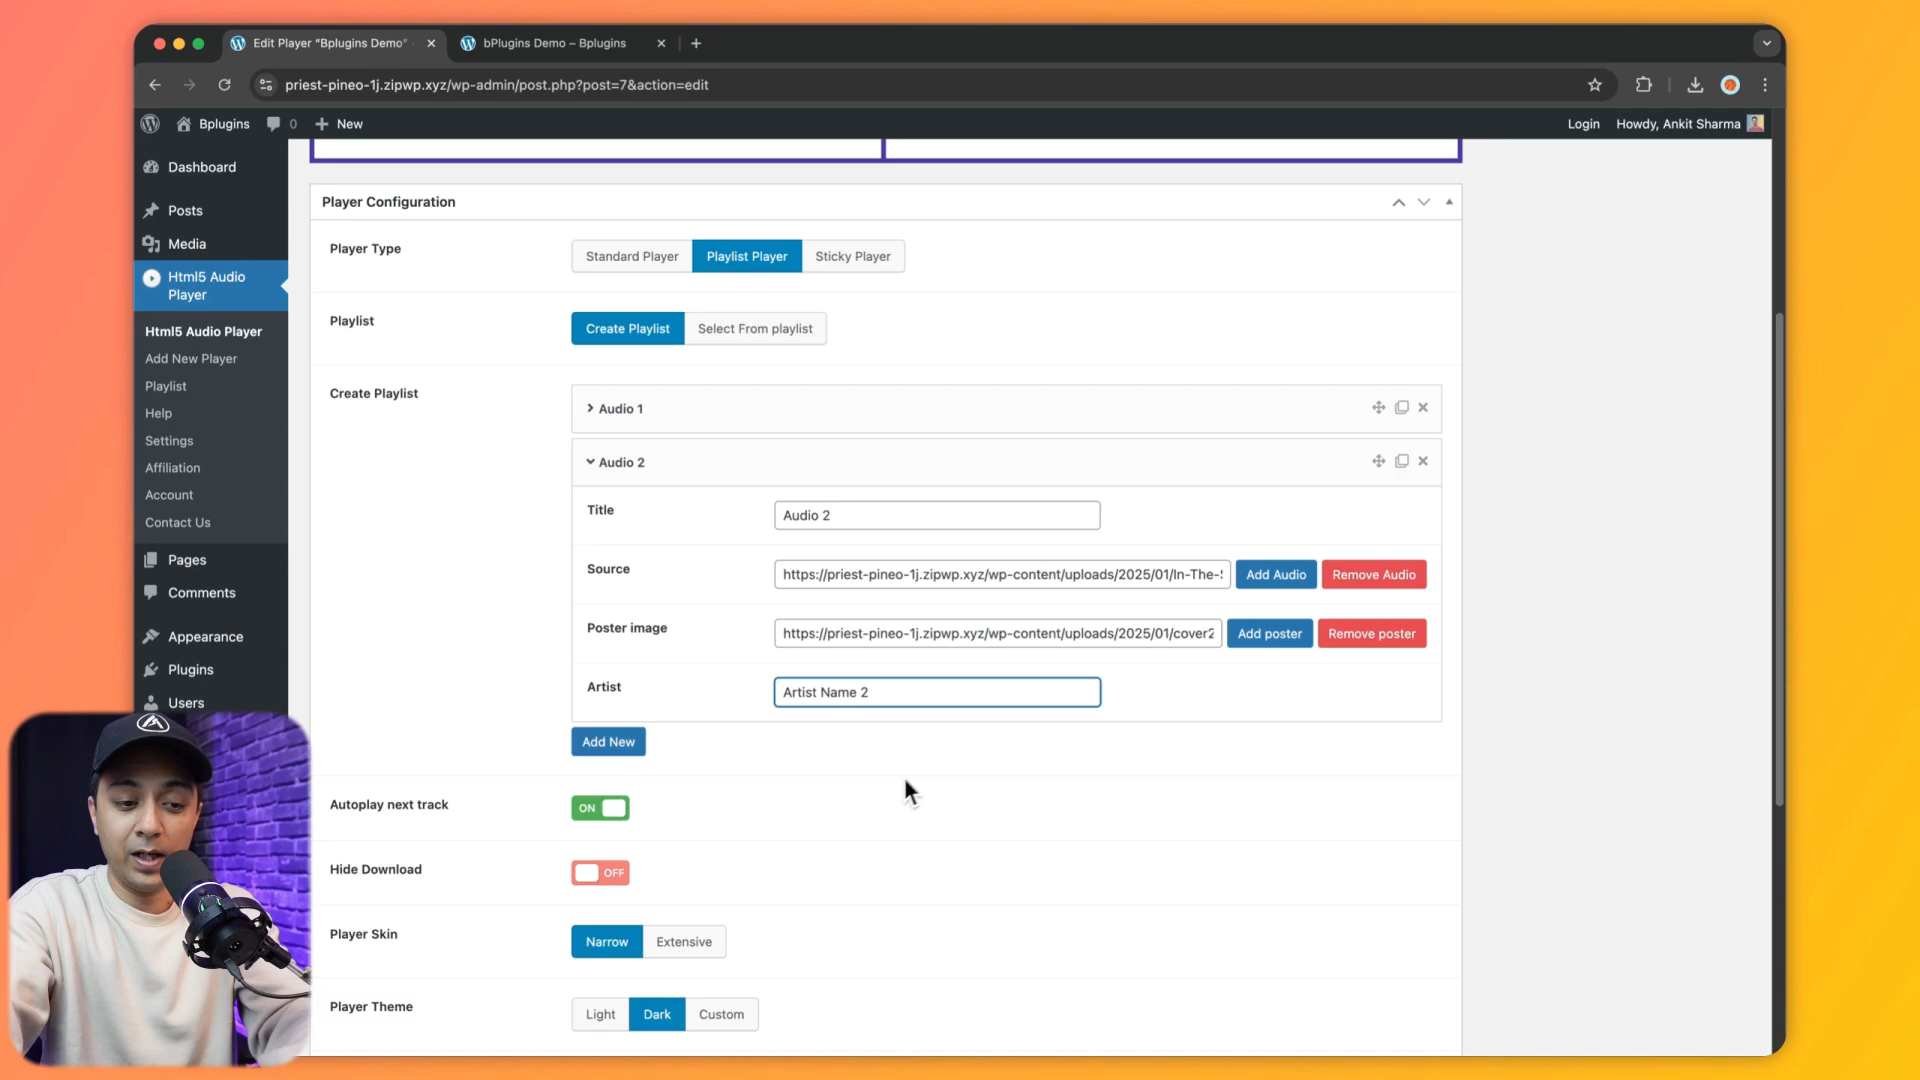 Edit Player “Bplugins Demo”
bPlugins Demo – Bplugins
priest-pineo-1j.zipwp.xyz/wp-admin/post.php?post=7&action=edit
Bplugins
0
New
Login
Howdy, Ankit Sharma
Dashboard
Posts
Media
Html5 Audio
Player
Html5 Audio Player
Add New Player
Playlist
Help
Settings
Affiliation
Account
Contact Us
Pages
Comments
Appearance
Plugins
Users
Player Configuration
Player Type
Standard Player
Playlist Player
Sticky Player
Playlist
Create Playlist
Select From playlist
Create Playlist
Audio 1
Audio 2
Title
Audio 2
Source
https://priest-pineo-1j.zipwp.xyz/wp-content/uploads/2025/01/In-The-
Add Audio
Remove Audio
Poster image
https://priest-pineo-1j.zipwp.xyz/wp-content/uploads/2025/01/cover2
Add poster
Remove poster
Artist
Artist Name 2
Add New
Autoplay next track
ON
Hide Download
OFF
Player Skin
Narrow
Extensive
Player Theme
Light
Dark
Custom